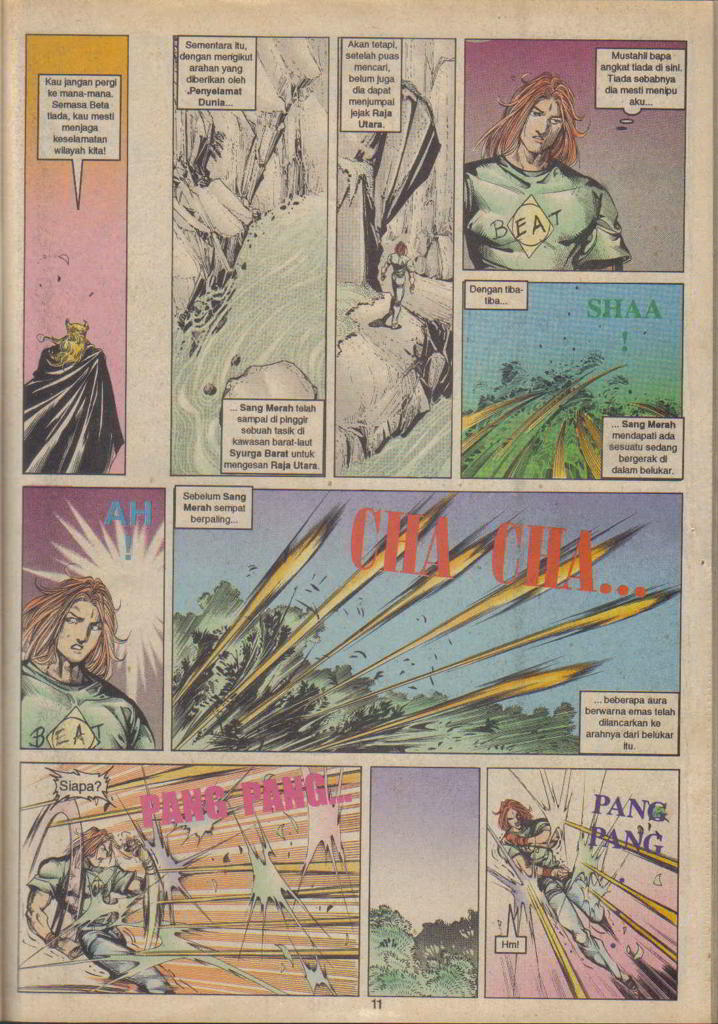 Kau jangan pergi
ke mana-mana.
Semasa Beta
tiada, kau mesti
menjaga
keselamatan
wilayah kita!
Sementara itu,
dengan mengikut
arahan yang
diberikan oleh
Penyelamat
Dunia...
... Sang Merah telah
sampai di pinggir
sebuah tasik di
kawasan barat-laut
Syurga Barat untuk
mengesan Raja Utara.
Akan tetapi,
setelah puas
mencari,
belum juga
dia dapat
menjumpai
jejak Raja
Utara.
Mustahil bapa
angkat tiada di sini.
Tiada sebabnya
dia mesti menipu
aku...
BEAT
Dengan tiba-
tiba...
SHAA
!
... Sang Merah
mendapati ada
sesuatu sedang
bergerak di
dalam belukar.
AH
!
BEAT
Sebelum Sang
Merah sempat
berpaling...
CHA CHA
CHA CHA...
... beberapa aura
berwarna emas telah
dilancarkan ke
arahnya dari belukar
itu.
Siapa?
PANG PANG...
PANG
PANG
Hm!
11